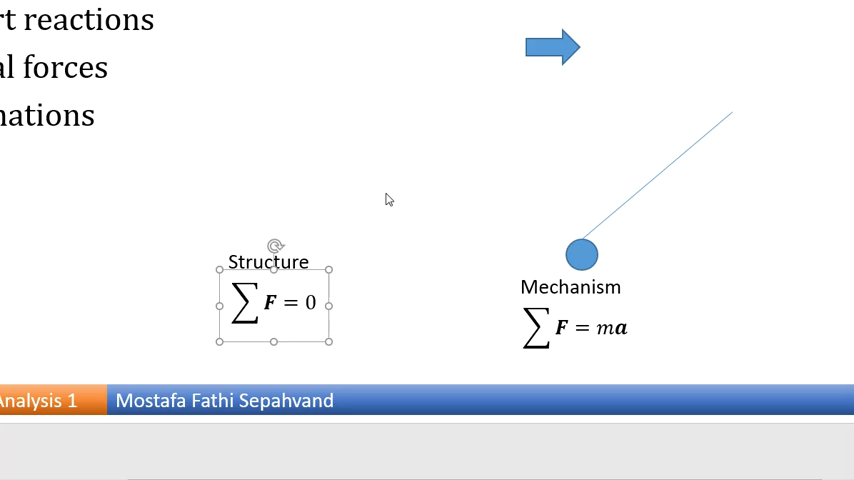 rt reactions
al forces
nations
Structure
∑ F = 0
Mechanism
∑ F = ma
Analysis 1
Mostafa Fathi Sepahvand